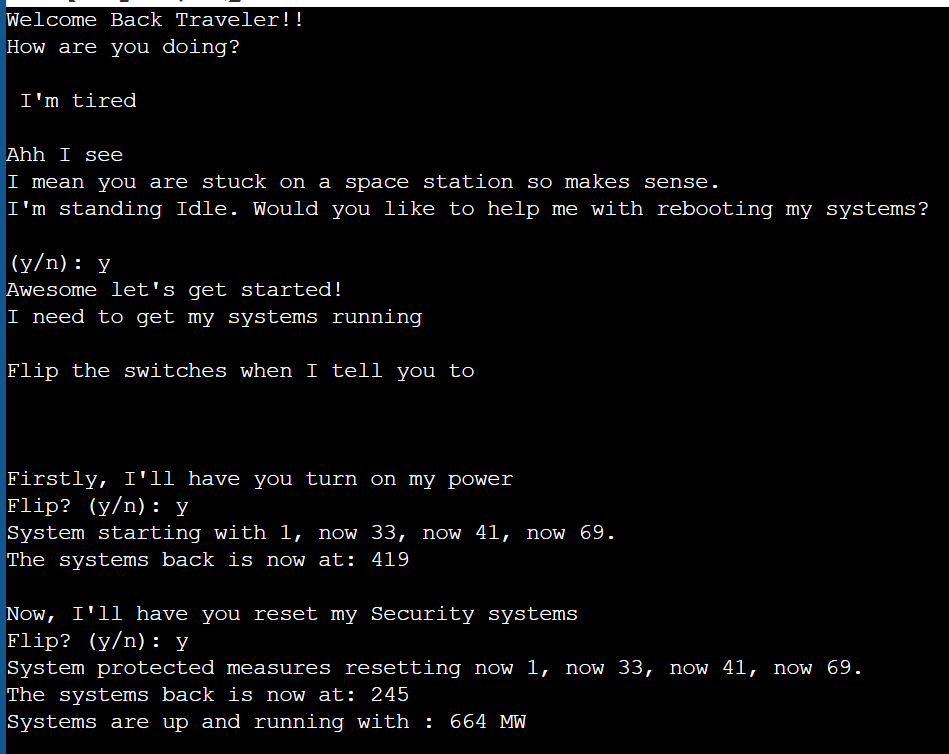 Welcome Back Traveler!!
How are you doing?
I'm tired
Ahh I see
I mean you are stuck on a space station so makes sense.
I'm standing Idle. Would you like to help me with rebooting my systems?
(y/n): y
Awesome let's get started!
I need to get my systems running
Flip the switches when I tell you to
Firstly, I'll have you turn on my power
Flip? (y/n): y
System starting with 1, now 33, now 41, now 69.
The systems back is now at: 419
Now, I'll have you reset my Security systems
Flip? (y/n): y
System protected measures resetting now 1, now 33, now 41, now 69.
The systems back is now at: 245
Systems are up and running with : 664 MW